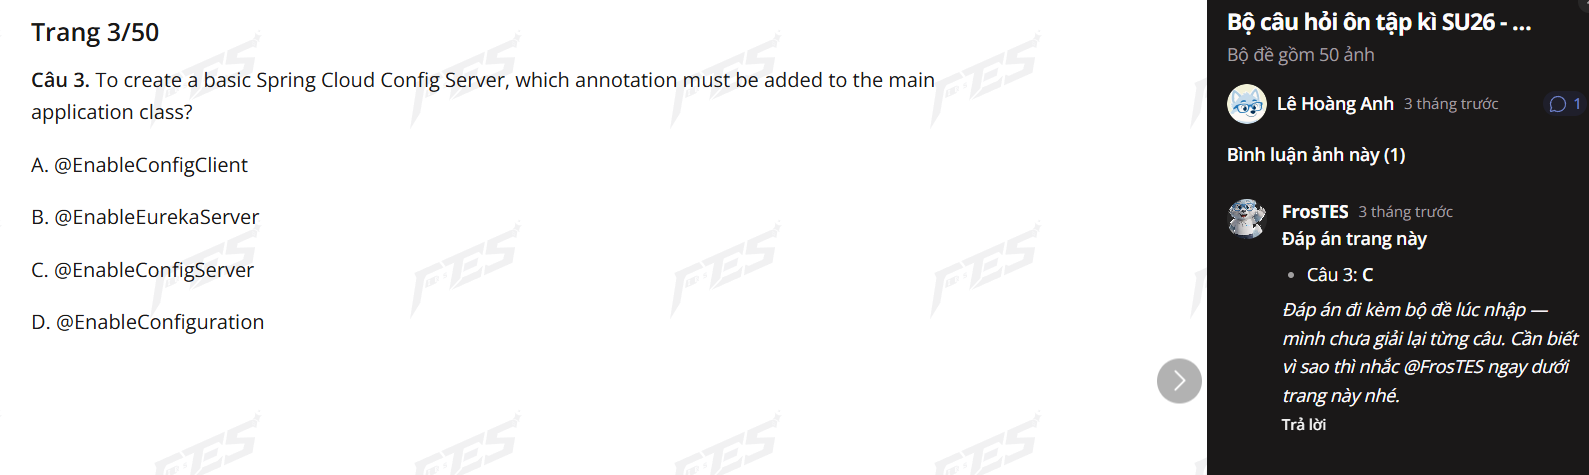 Trang 3/50
Câu 3. To create a basic Spring Cloud Config Server, which annotation must be added to the main
application class?
A. @EnableConfigClient
B. @EnableEurekaServer
C. @EnableConfigServer
D. @EnableConfiguration
Bộ câu hỏi ôn tập kì SU26 - ...
Bộ đề gồm 50 ảnh
Lê Hoàng Anh 3 tháng trước 1
Bình luận ảnh này (1)
FrosTES 3 tháng trước
Đáp án trang này
• Câu 3: C
Đáp án đi kèm bộ đề lúc nhập —
mình chưa giải lại từng câu. Cần biết
vì sao thì nhắc @FrosTES ngay dưới
trang này nhé.
Trả lời